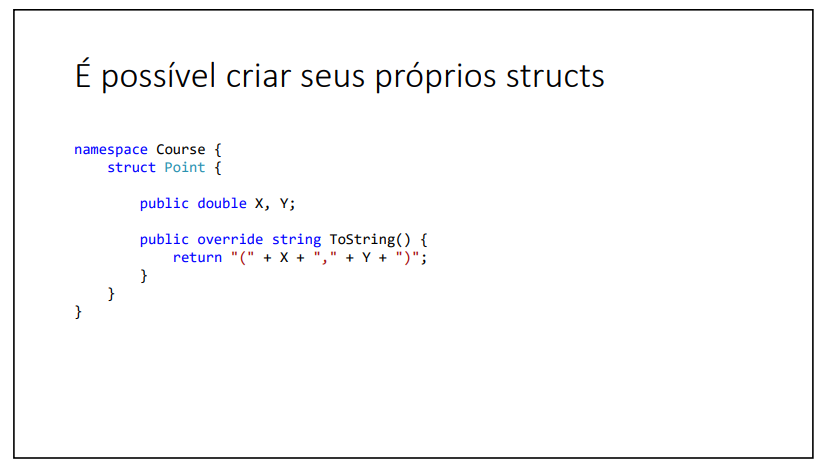 É possível criar seus próprios structs
namespace Course {
    struct Point {
        public double X, Y;
        public override string ToString() {
            return "(" + X + "," + Y + ")";
        }
    }
}